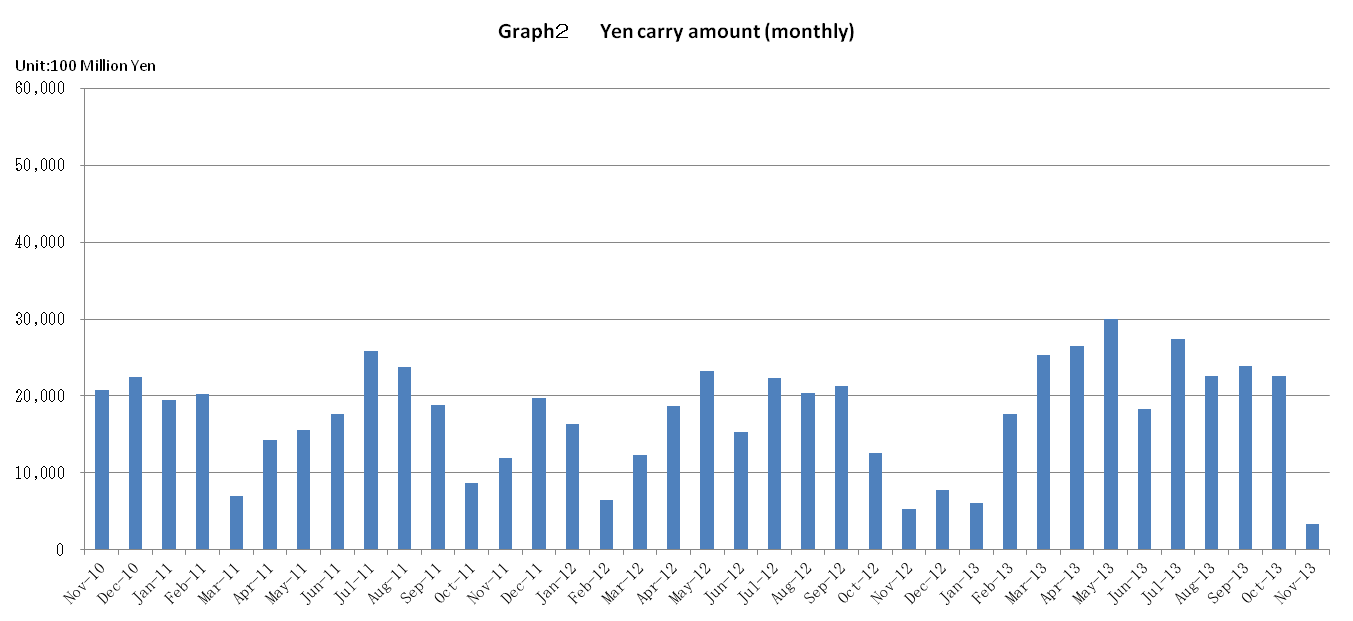 Graph２ Yen carry amount (monthly)
Unit:100 Million Yen
60,000
50,000
40,000
30,000
20,000
10,000
0
Nov-10 Dec-10 Jan-11 Feb-11 Mar-11 Apr-11 May-11 Jun-11 Jul-11 Aug-11 Sep-11 Oct-11 Nov-11 Dec-11 Jan-12 Feb-12 Mar-12 Apr-12 May-12 Jun-12 Jul-12 Aug-12 Sep-12 Oct-12 Nov-12 Dec-12 Jan-13 Feb-13 Mar-13 Apr-13 May-13 Jun-13 Jul-13 Aug-13 Sep-13 Oct-13 Nov-13